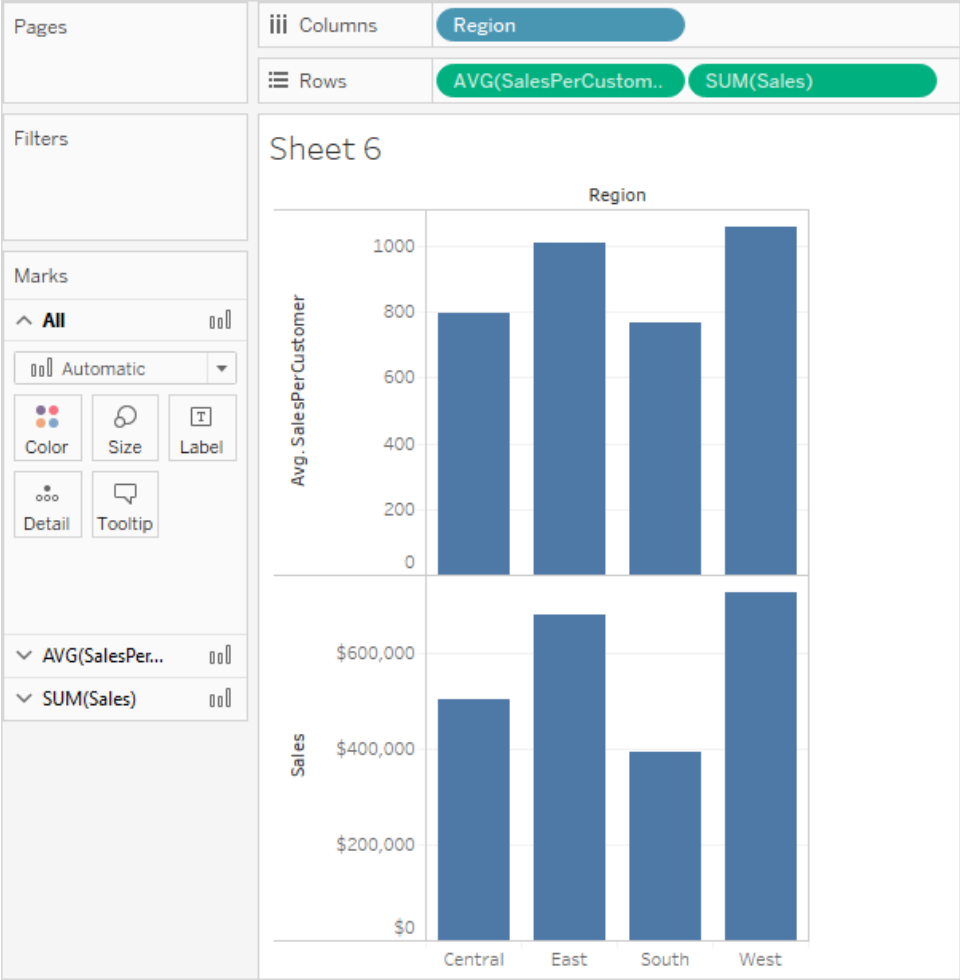 Pages
Columns
Region
Rows
AVG(SalesPerCustom..
SUM(Sales)
Filters
Marks
All
Automatic
Color
Size
T
Label
Detail
Tooltip
AVG(SalesPer...
SUM(Sales)
Sheet 6
Region
Avg. SalesPerCustomer
1000
800
600
400
200
0
Sales
$600,000
$400,000
$200,000
$0
Central East South West